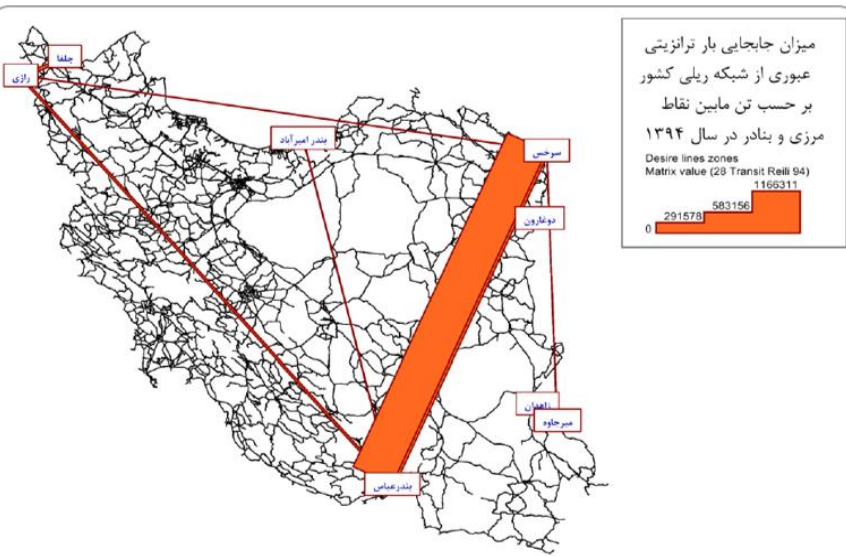 میزان جابجایی بار ترانزیتی
عبوری از شبکه ریلی کشور
بر حسب تن مابین نقاط
مرزی و بنادر در سال ۱۳۹۴
Desire lines zones
Matrix value (28 Transit Reili 94)
1166311
583156
291578
0
جلفا
رازی
بندر امیرآباد
سرخس
دوغارون
زاهدان
میرجاوه
بندرعباس